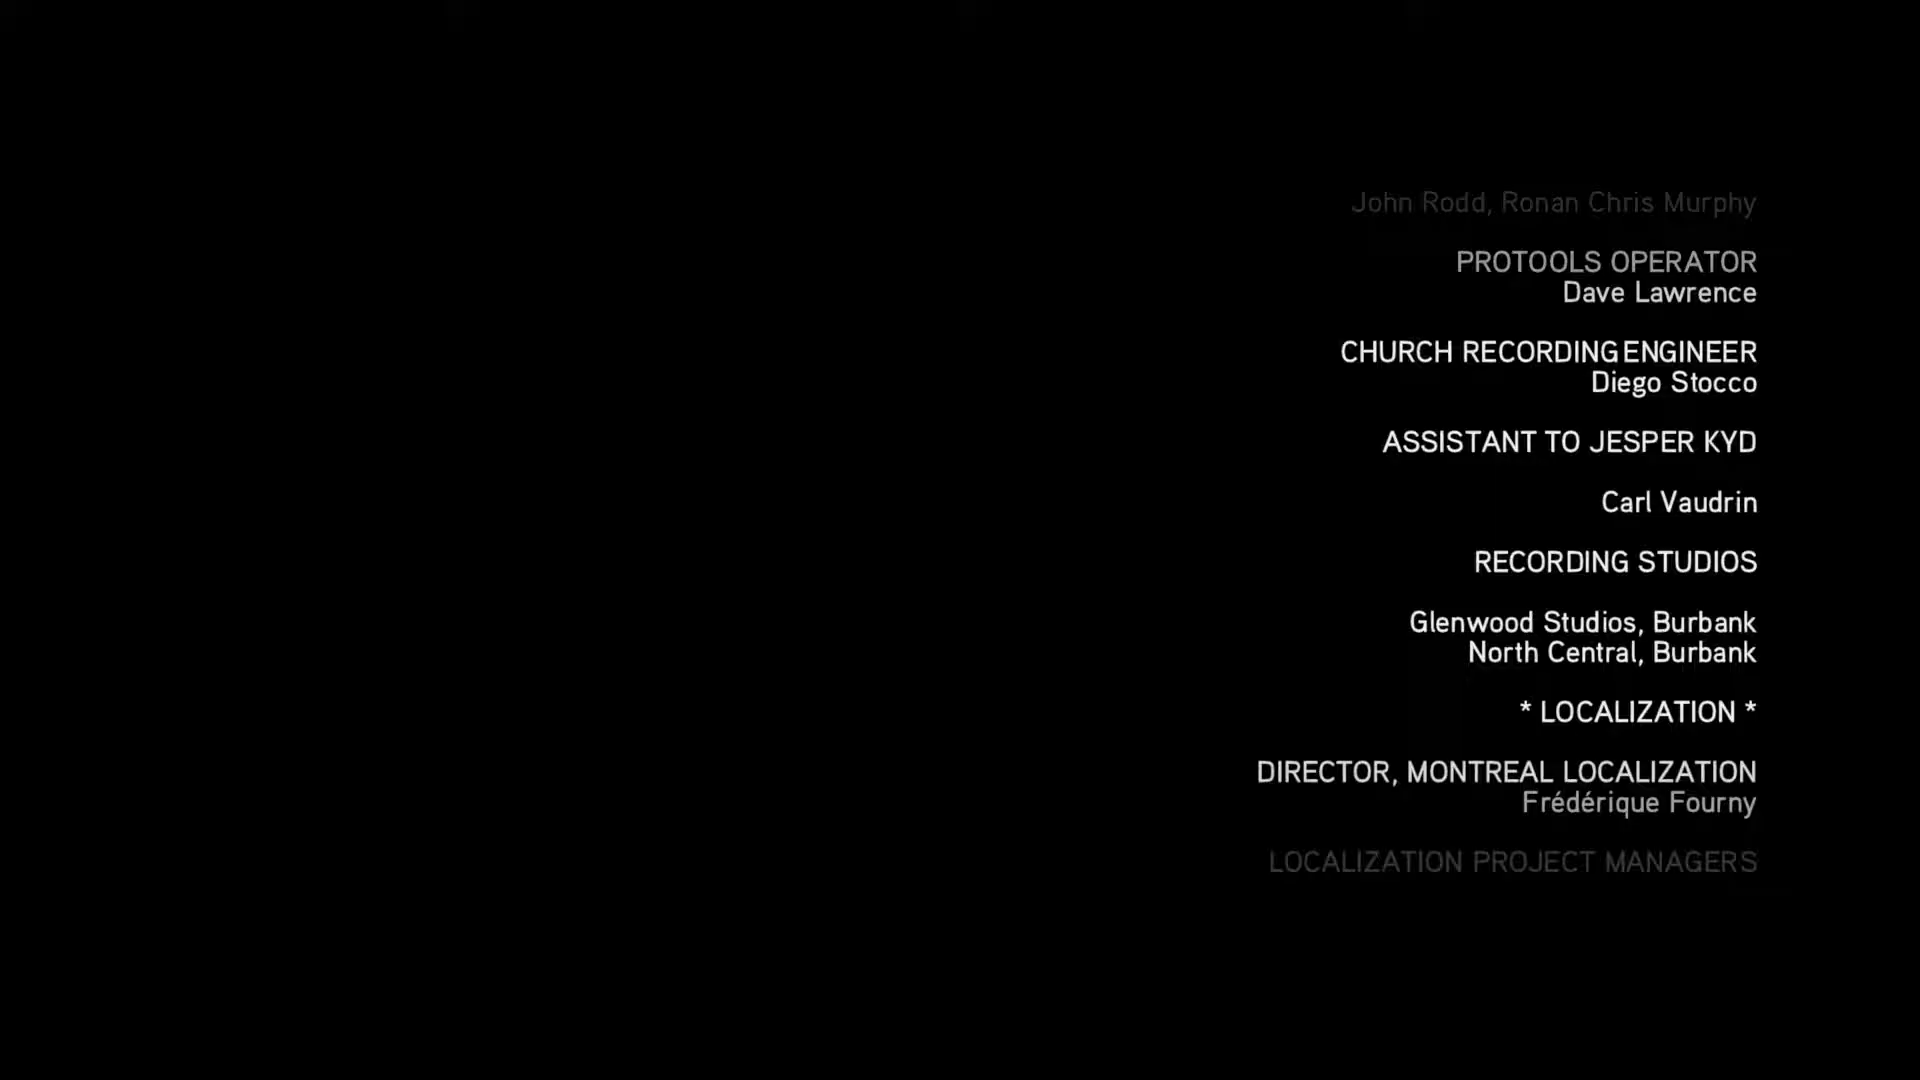 John Rodd, Ronan Chris Murphy
PROTOOLS OPERATOR
Dave Lawrence
CHURCH RECORDING ENGINEER
Diego Stocco
ASSISTANT TO JESPER KYD
Carl Vaudrin
RECORDING STUDIOS
Glenwood Studios, Burbank
North Central, Burbank
* LOCALIZATION *
DIRECTOR, MONTREAL LOCALIZATION
Frédérique Fourny
LOCALIZATION PROJECT MANAGERS